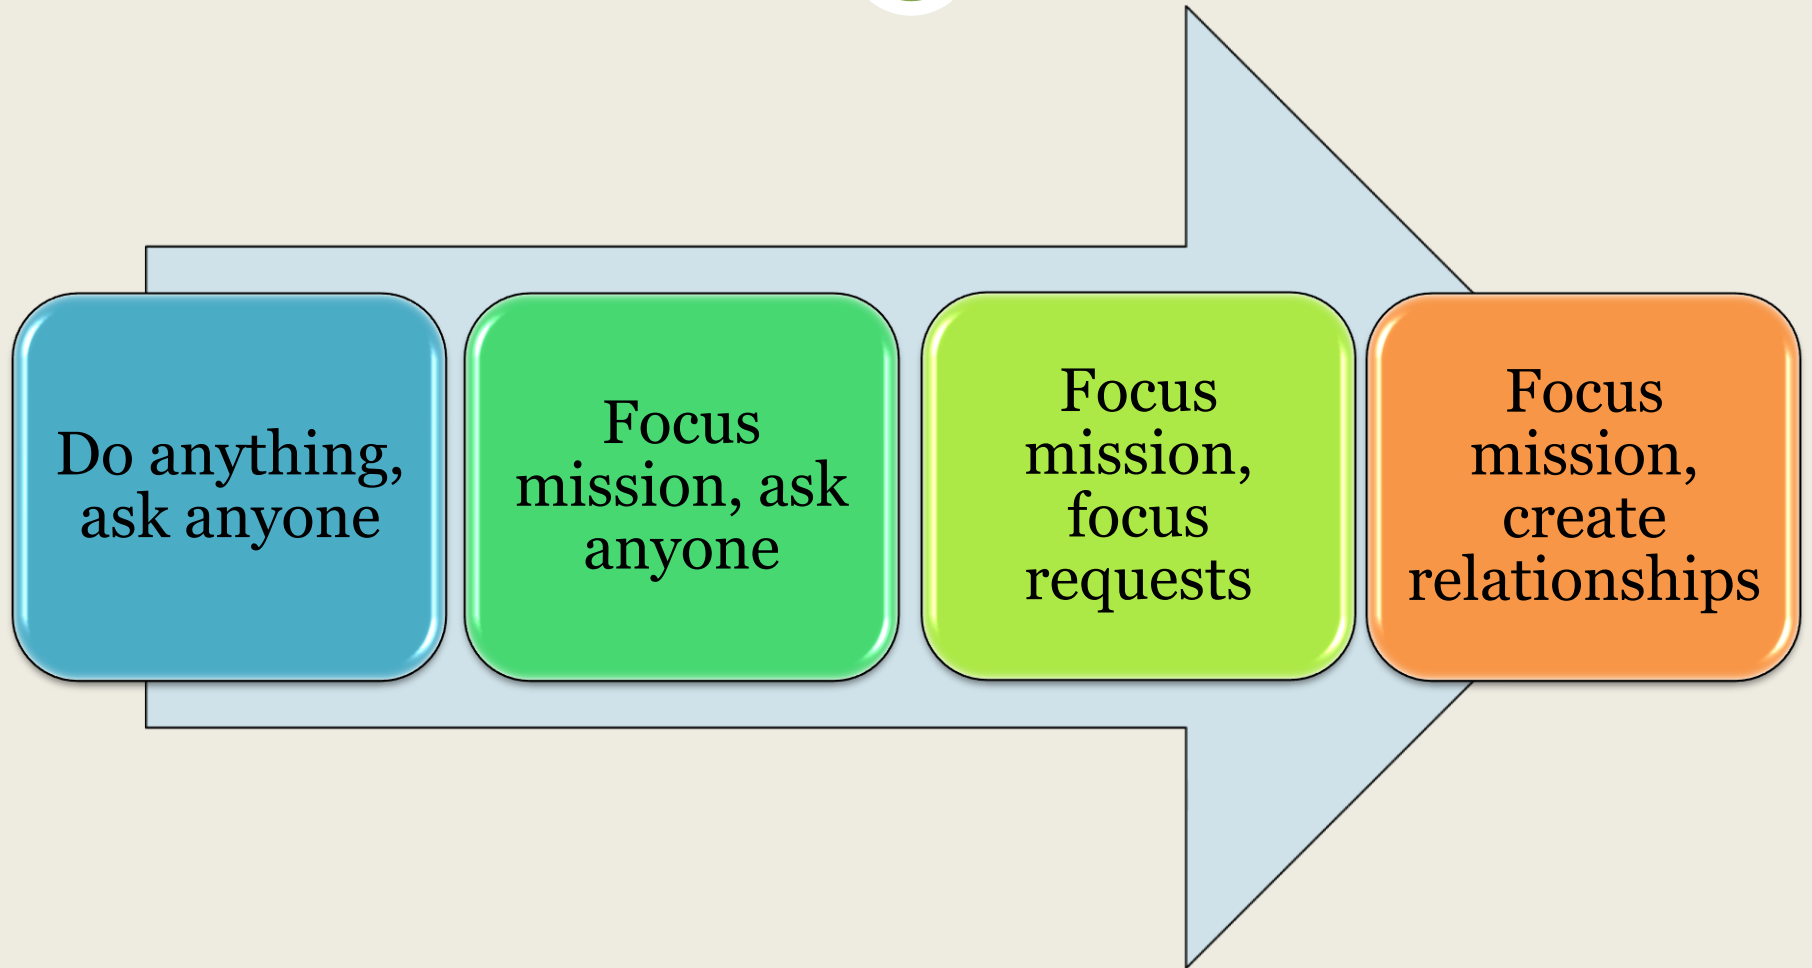 Do anything,
ask anyone
Focus
mission, ask
anyone
Focus
mission,
focus
requests
Focus
mission,
create
relationships